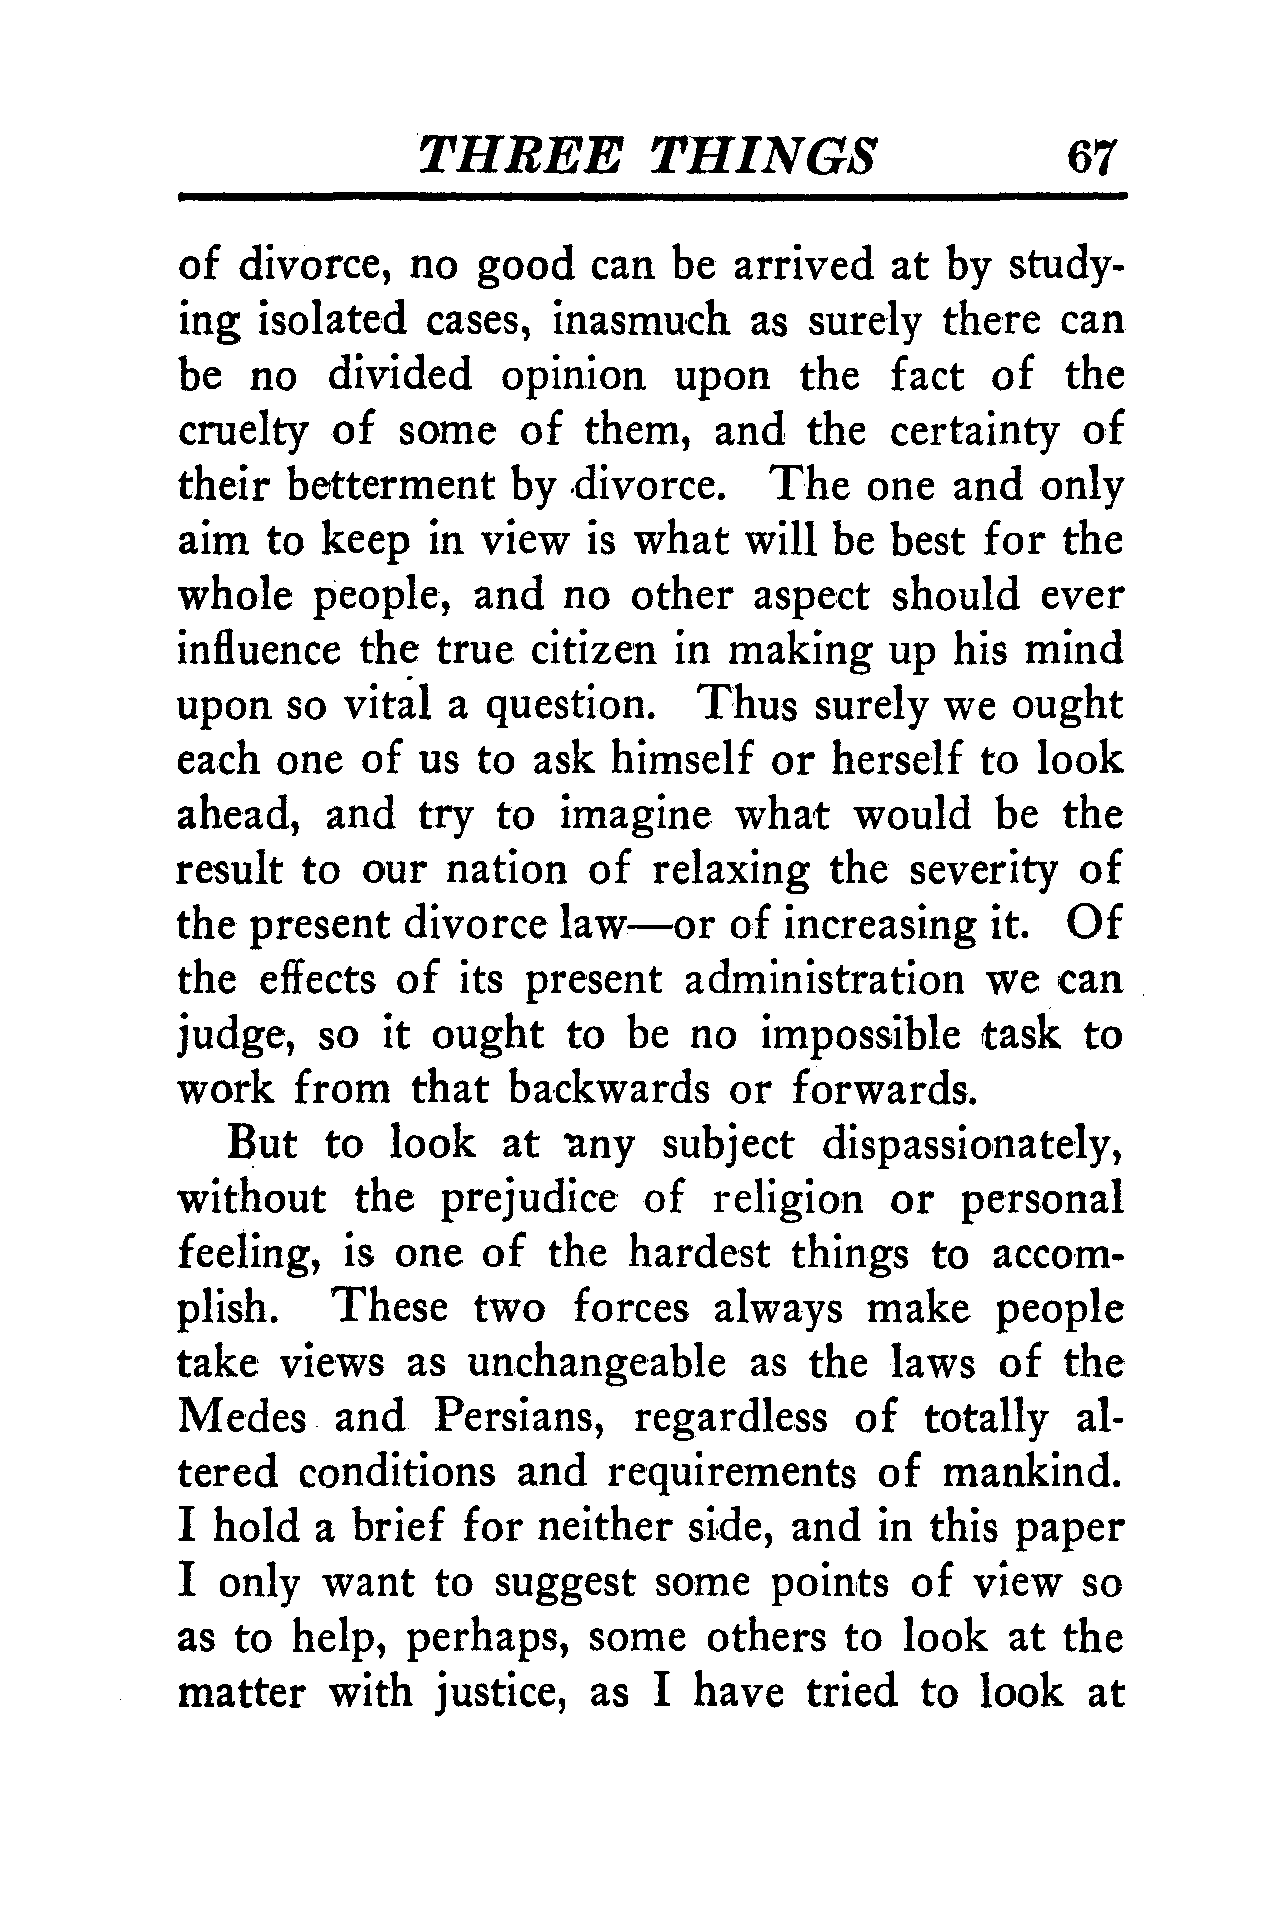 THREE THINGS 67
of divorce, no good can be arrived at by study-
ing isolated cases, inasmuch as surely there can
be no divided opinion upon the fact of the
cruelty of some of them, and the certainty of
their betterment by divorce. The one and only
aim to keep in view is what will be best for the
whole people, and no other aspect should ever
influence the true citizen in making up his mind
upon so vital a question. Thus surely we ought
each one of us to ask himself or herself to look
ahead, and try to imagine what would be the
result to our nation of relaxing the severity of
the present divorce law—or of increasing it. Of
the effects of its present administration we can
judge, so it ought to be no impossible task to
work from that backwards or forwards.
But to look at any subject dispassionately,
without the prejudice of religion or personal
feeling, is one of the hardest things to accom-
plish. These two forces always make people
take views as unchangeable as the laws of the
Medes and Persians, regardless of totally al-
tered conditions and requirements of mankind.
I hold a brief for neither side, and in this paper
I only want to suggest some points of view so
as to help, perhaps, some others to look at the
matter with justice, as I have tried to look at